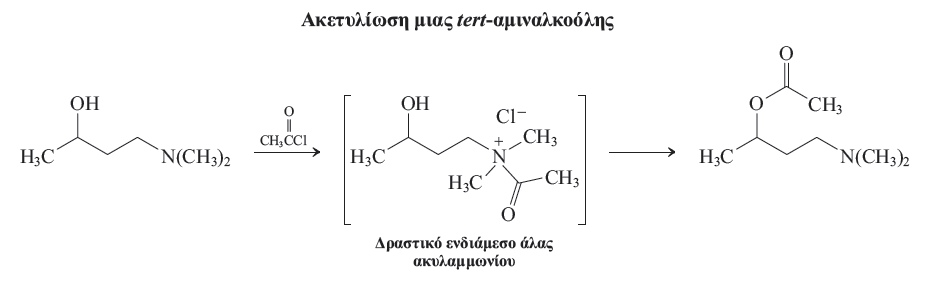 Ακετυλίωση μιας tert-αμιναλκοόλης
OH
H₃C
N(CH₃)₂
O
CH₃CCl
OH
Cl⁻
H₃C
+
N
CH₃
H₃C
CH₃
O
O
O
CH₃
H₃C
N(CH₃)₂
Δραστικό ενδιάμεσο άλας
ακυλαμμωνίου